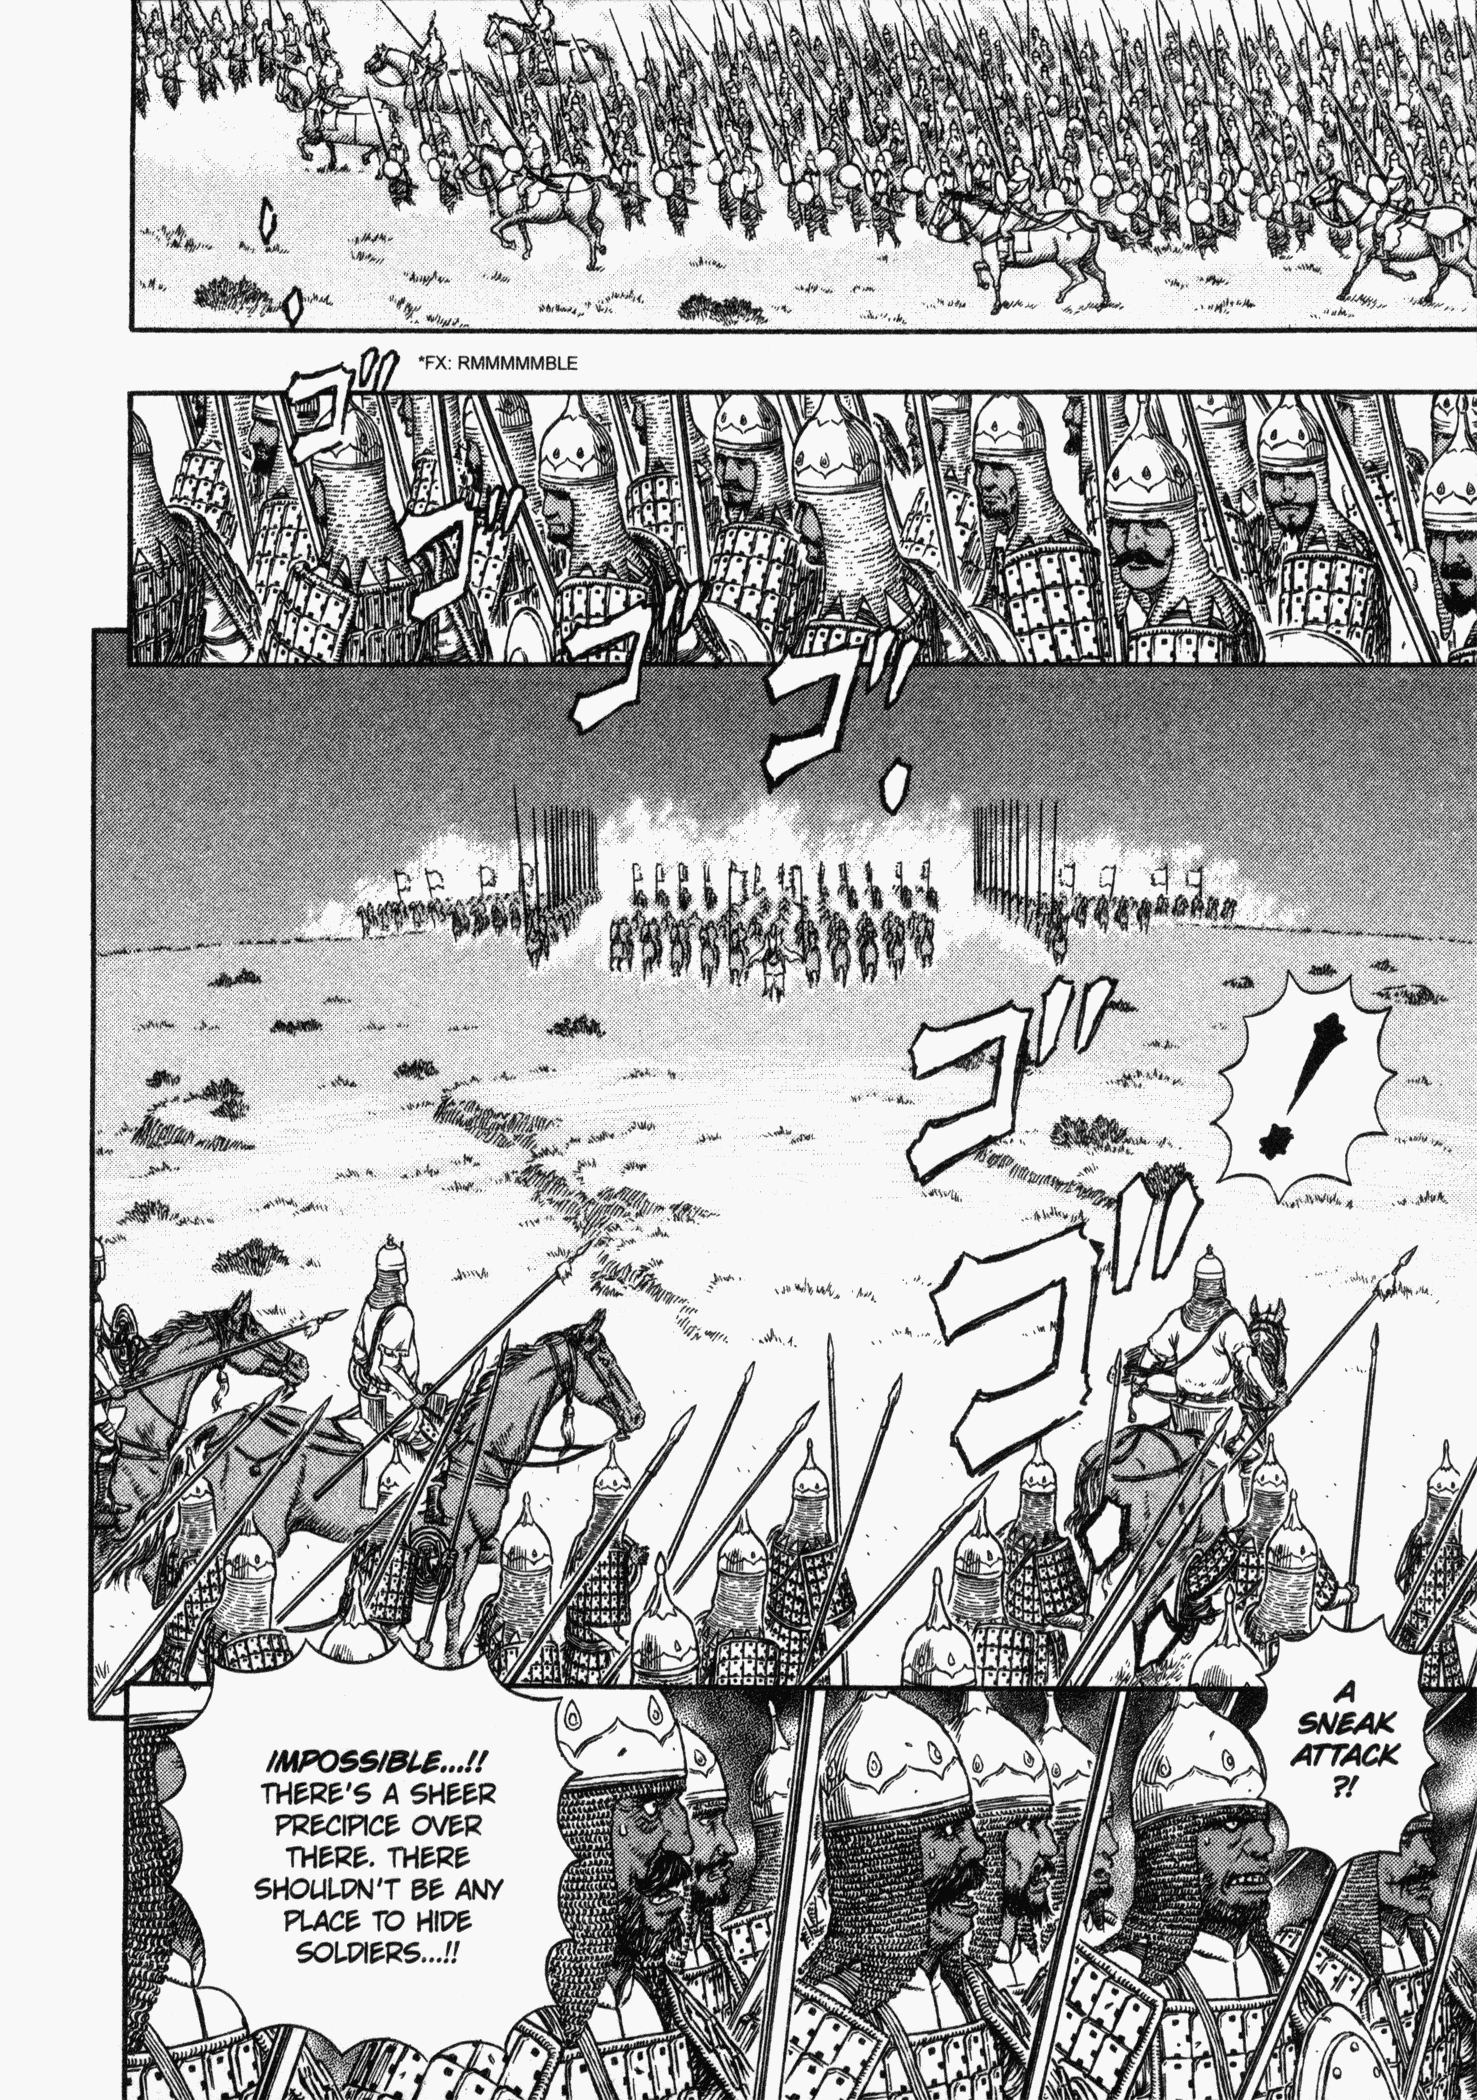 *FX: RMMMMMBLE
ゴ
ゴ
ゴ
ゴ
ゴ
ゴ
!
A
SNEAK
ATTACK
?!
IMPOSSIBLE...!!
THERE'S A SHEER
PRECIPICE OVER
THERE. THERE
SHOULDN'T BE ANY
PLACE TO HIDE
SOLDIERS...!!